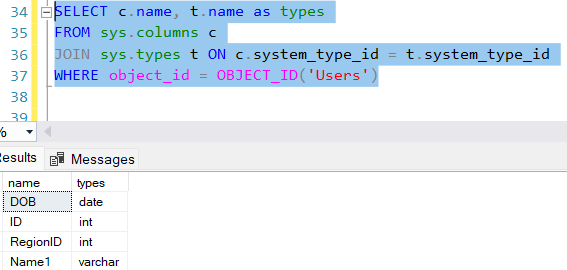 34 SELECT c.name, t.name as types
35 FROM sys.columns c
36 JOIN sys.types t ON c.system_type_id = t.system_type_id
37 WHERE object_id = OBJECT_ID('Users')
38
39
%
Results Messages
name types
DOB date
ID int
RegionID int
Name1 varchar